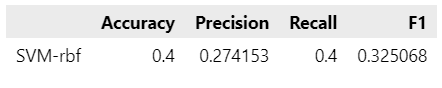 Accuracy Precision Recall F1
SVM-rbf 0.4 0.274153 0.4 0.325068